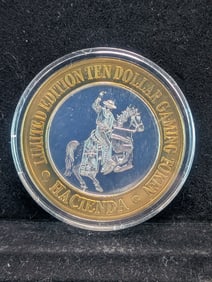 LIMITED EDITION TEN DOLLAR GAMING TOKEN
HACIENDA